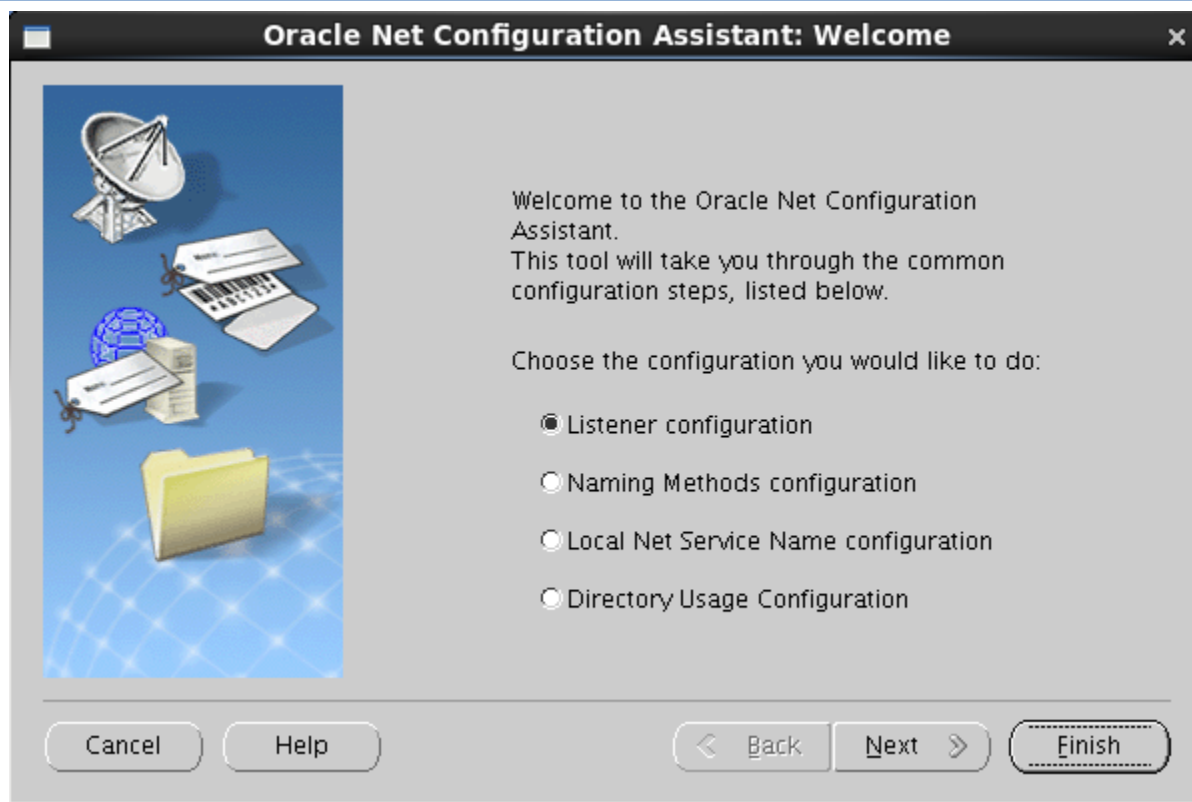 Oracle Net Configuration Assistant: Welcome
Welcome to the Oracle Net Configuration
Assistant.
This tool will take you through the common
configuration steps, listed below.
Choose the configuration you would like to do:
Listener configuration
Naming Methods configuration
Local Net Service Name configuration
Directory Usage Configuration
Cancel
Help
Back
Next
Finish